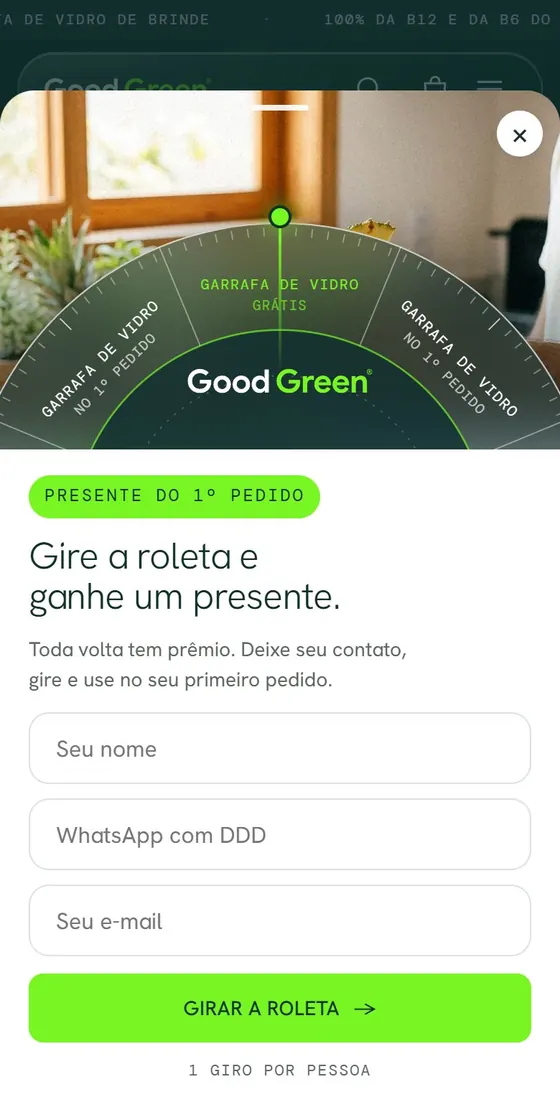 TA DE VIDRO DE BRINDE · 100% DA B12 E DA B6 DO
Good Green
GARRAFA DE VIDRO
GRÁTIS
GARRAFA DE VIDRO
NO 1º PEDIDO
GARRAFA DE VIDRO
NO 1º PEDIDO
Good Green®
PRESENTE DO 1º PEDIDO
Gire a roleta e
ganhe um presente.
Toda volta tem prêmio. Deixe seu contato,
gire e use no seu primeiro pedido.
Seu nome
WhatsApp com DDD
Seu e-mail
GIRAR A ROLETA →
1 GIRO POR PESSOA